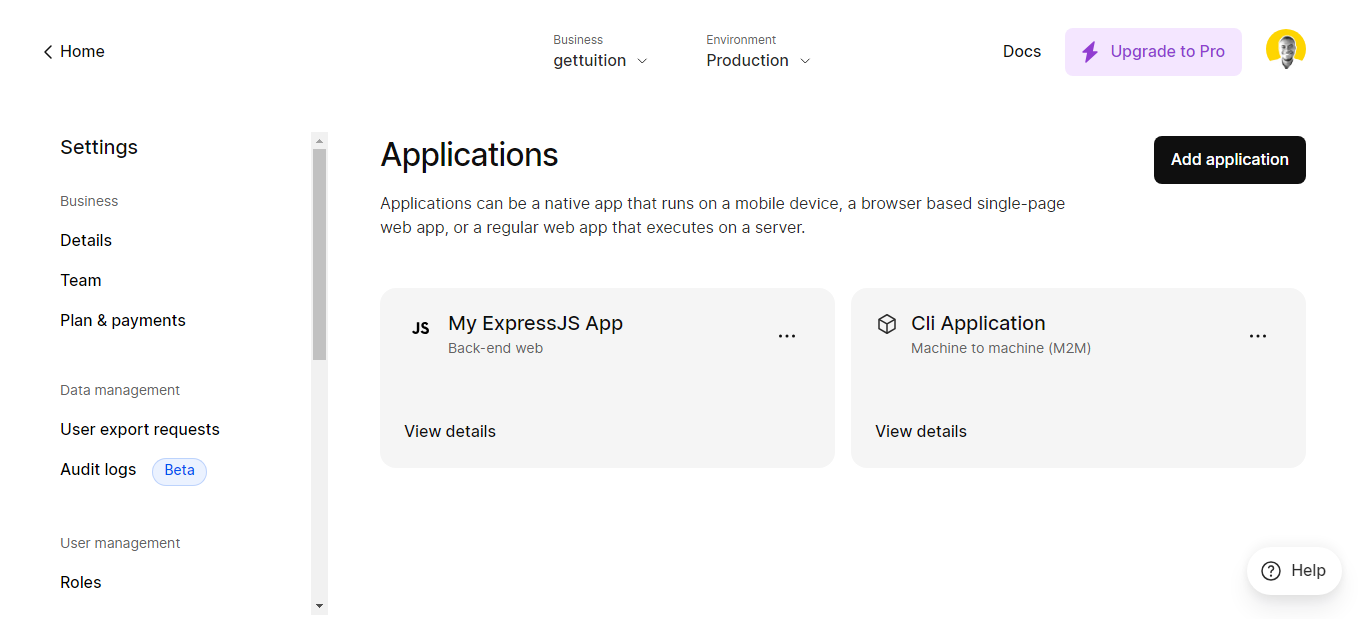 Home
Business
gettuition
Environment
Production
Docs
Upgrade to Pro
Settings
Business
Details
Team
Plan & payments
Data management
User export requests
Audit logs Beta
User management
Roles
Applications
Add application
Applications can be a native app that runs on a mobile device, a browser based single-page
web app, or a regular web app that executes on a server.
JS My ExpressJS App
Back-end web
View details
Cli Application
Machine to machine (M2M)
View details
Help